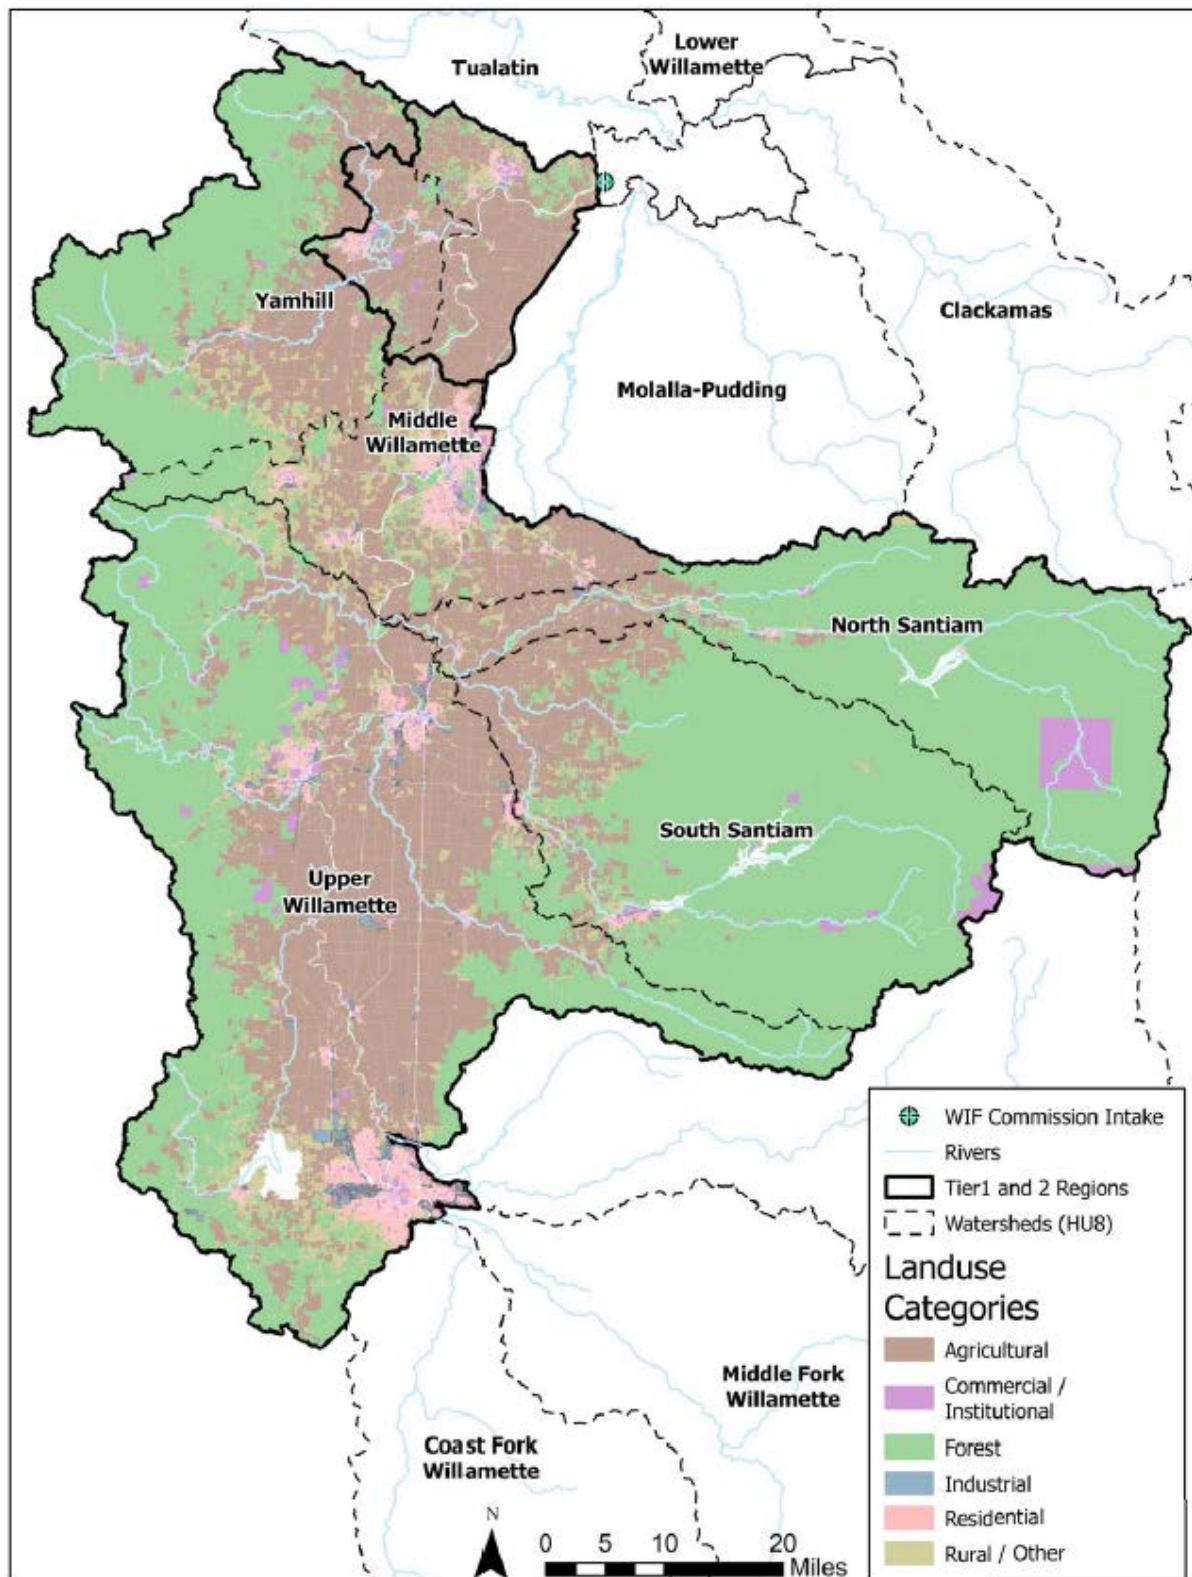 Lower
Willamette
Tualatin
Clackamas
Yamhill
Molalla-Pudding
Middle
Willamette
North Santiam
South Santiam
Upper
Willamette
Middle Fork
Willamette
Coast Fork
Willamette
WIF Commission Intake
Rivers
Tier1 and 2 Regions
Watersheds (HU8)
Landuse
Categories
Agricultural
Commercial /
Institutional
Forest
Industrial
Residential
Rural / Other
N
0 5 10 20
Miles